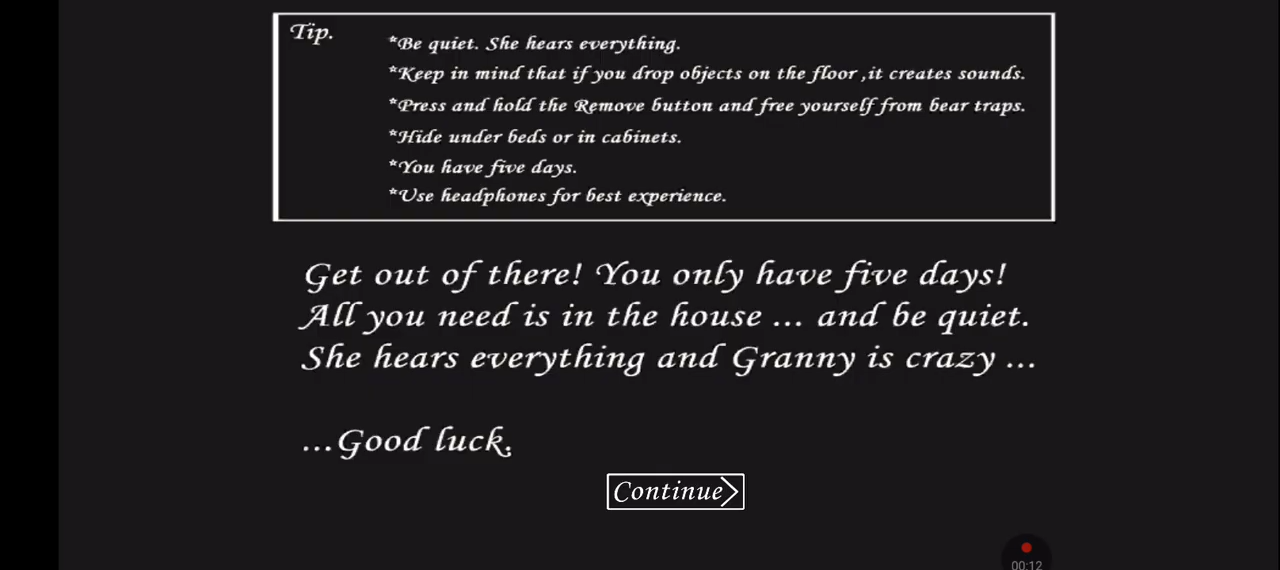 Tip.
*Be quiet. She hears everything.
*Keep in mind that if you drop objects on the floor ,it creates sounds.
*Press and hold the Remove button and free yourself from bear traps.
*Hide under beds or in cabinets.
*You have five days.
*Use headphones for best experience.
Get out of there! You only have five days!
All you need is in the house ... and be quiet.
She hears everything and Granny is crazy ...
...Good luck.
Continue
00:12